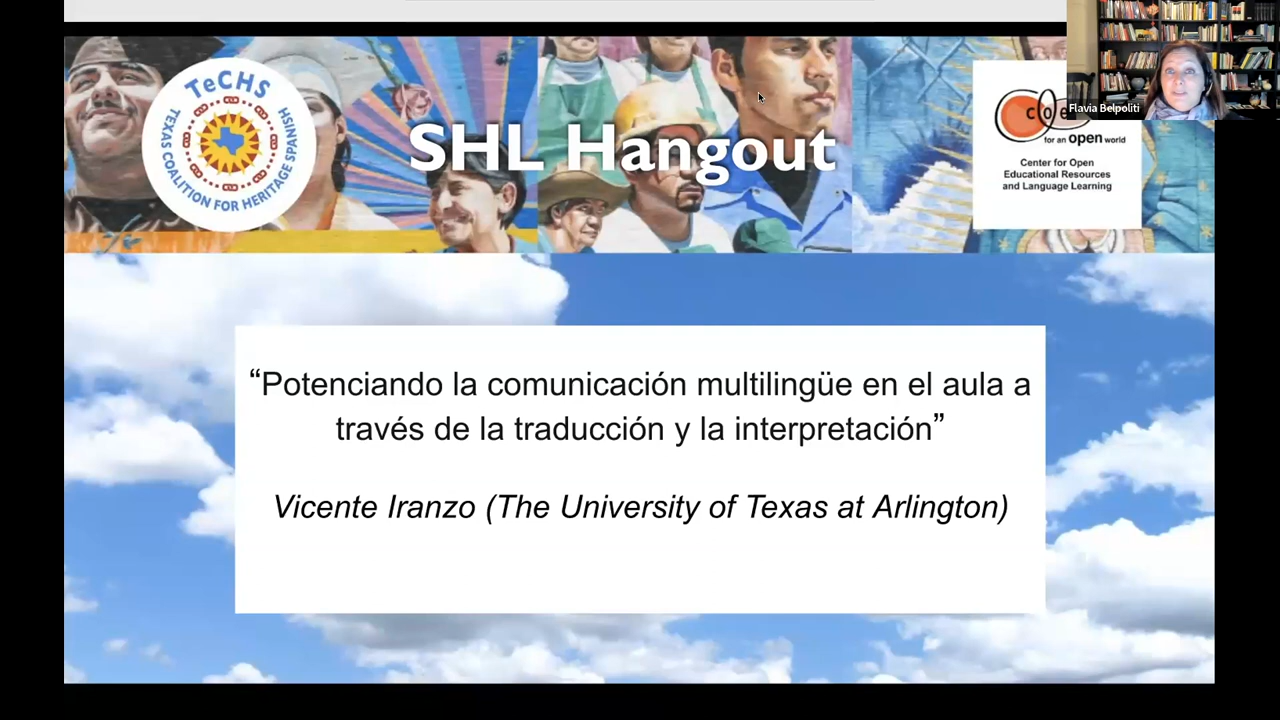 TeCHS
TEXAS COALITION FOR HERITAGE SPANISH
SHL Hangout
Flavia Belpoliti
for an open world
Center for Open
Educational Resources
and Language Learning
“Potenciando la comunicación multilingüe en el aula a
través de la traducción y la interpretación”
Vicente Iranzo (The University of Texas at Arlington)